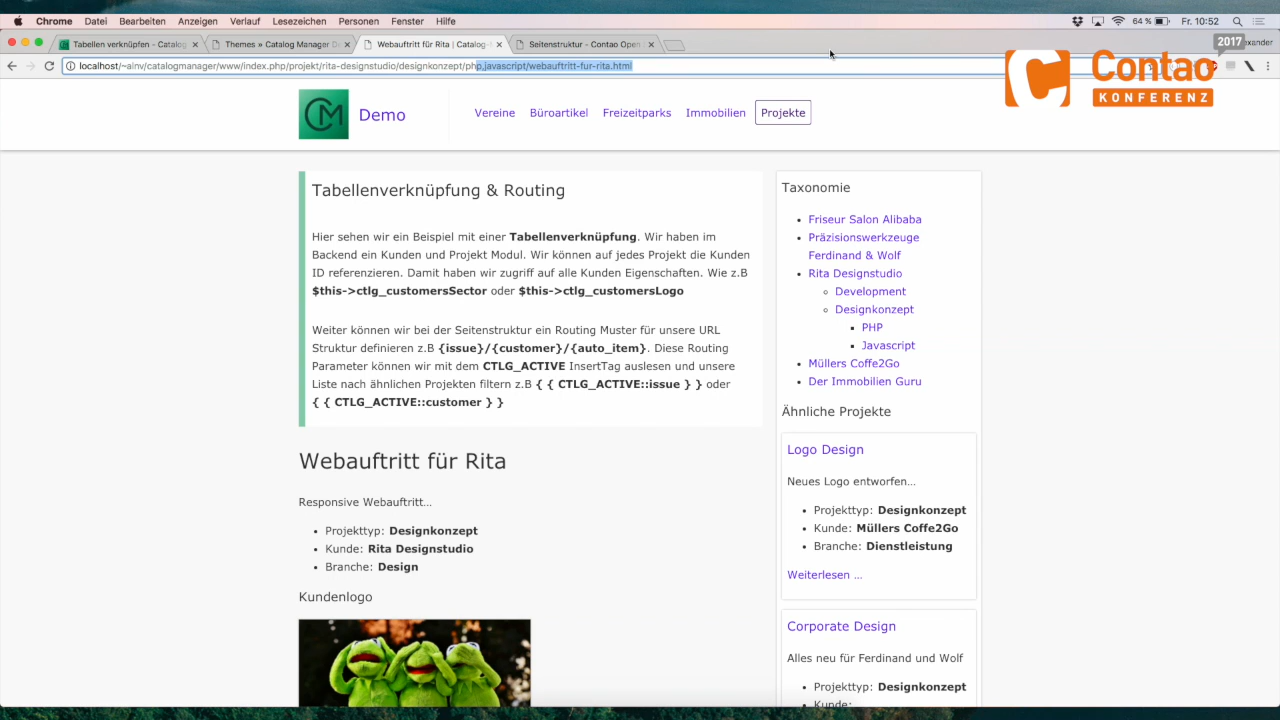 Chrome Datei Bearbeiten Anzeigen Verlauf Lesezeichen Personen Fenster Hilfe 64 % Fr. 10:52
Tabellen verknüpfen - Catalog Themes » Catalog Manager D Webauftritt für Rita | Catalog- Seitenstruktur - Contao Open
2017
localhost/~alnv/catalogmanager/www/index.php/projekt/rita-designstudio/designkonzept/php,javascript/webauftritt-fur-rita.html
Contao
KONFERENZ
Demo Vereine Büroartikel Freizeitparks Immobilien Projekte
Tabellenverknüpfung & Routing
Hier sehen wir ein Beispiel mit einer Tabellenverknüpfung. Wir haben im
Backend ein Kunden und Projekt Modul. Wir können auf jedes Projekt die Kunden
ID referenzieren. Damit haben wir zugriff auf alle Kunden Eigenschaften. Wie z.B
$this->ctlg_customersSector oder $this->ctlg_customersLogo
Weiter können wir bei der Seitenstruktur ein Routing Muster für unsere URL
Struktur definieren z.B {issue}/{customer}/{auto_item}. Diese Routing
Parameter können wir mit dem CTLG_ACTIVE InsertTag auslesen und unsere
Liste nach ähnlichen Projekten filtern z.B { { CTLG_ACTIVE::issue } } oder
{ { CTLG_ACTIVE::customer } }
Webauftritt für Rita
Responsive Webauftritt...
Projekttyp: Designkonzept
Kunde: Rita Designstudio
Branche: Design
Kundenlogo
Taxonomie
Friseur Salon Alibaba
Präzisionswerkzeuge
Ferdinand & Wolf
Rita Designstudio
Development
Designkonzept
PHP
Javascript
Müllers Coffe2Go
Der Immobilien Guru
Ähnliche Projekte
Logo Design
Neues Logo entworfen...
Projekttyp: Designkonzept
Kunde: Müllers Coffe2Go
Branche: Dienstleistung
Weiterlesen ...
Corporate Design
Alles neu für Ferdinand und Wolf
Projekttyp: Designkonzept
Kunde: